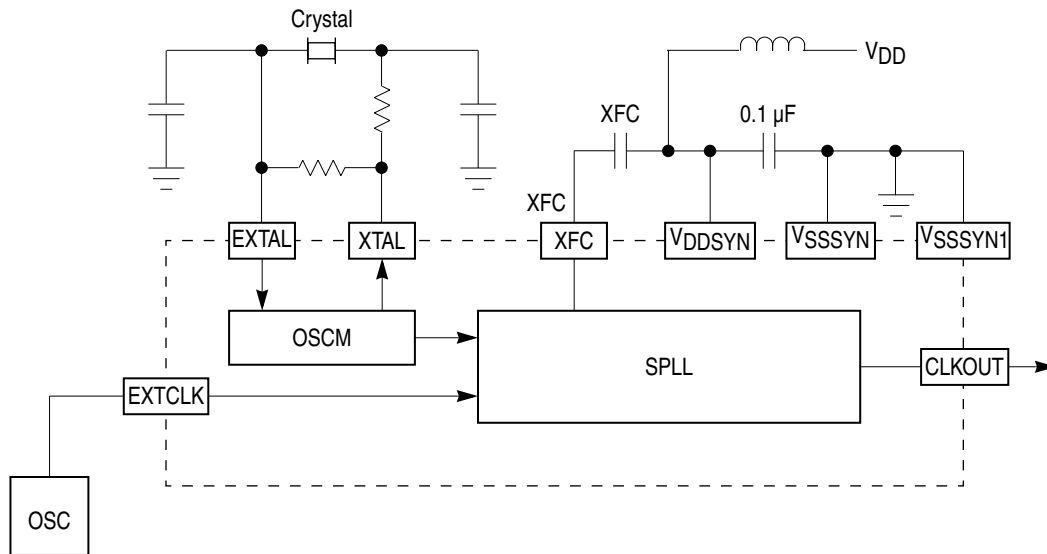 Crystal
VDD
XFC
0.1 µF
XFC
EXTAL
XTAL
XFC
VDDSYN
VSSSYN
VSSSYN1
OSCM
SPLL
CLKOUT
EXTCLK
OSC